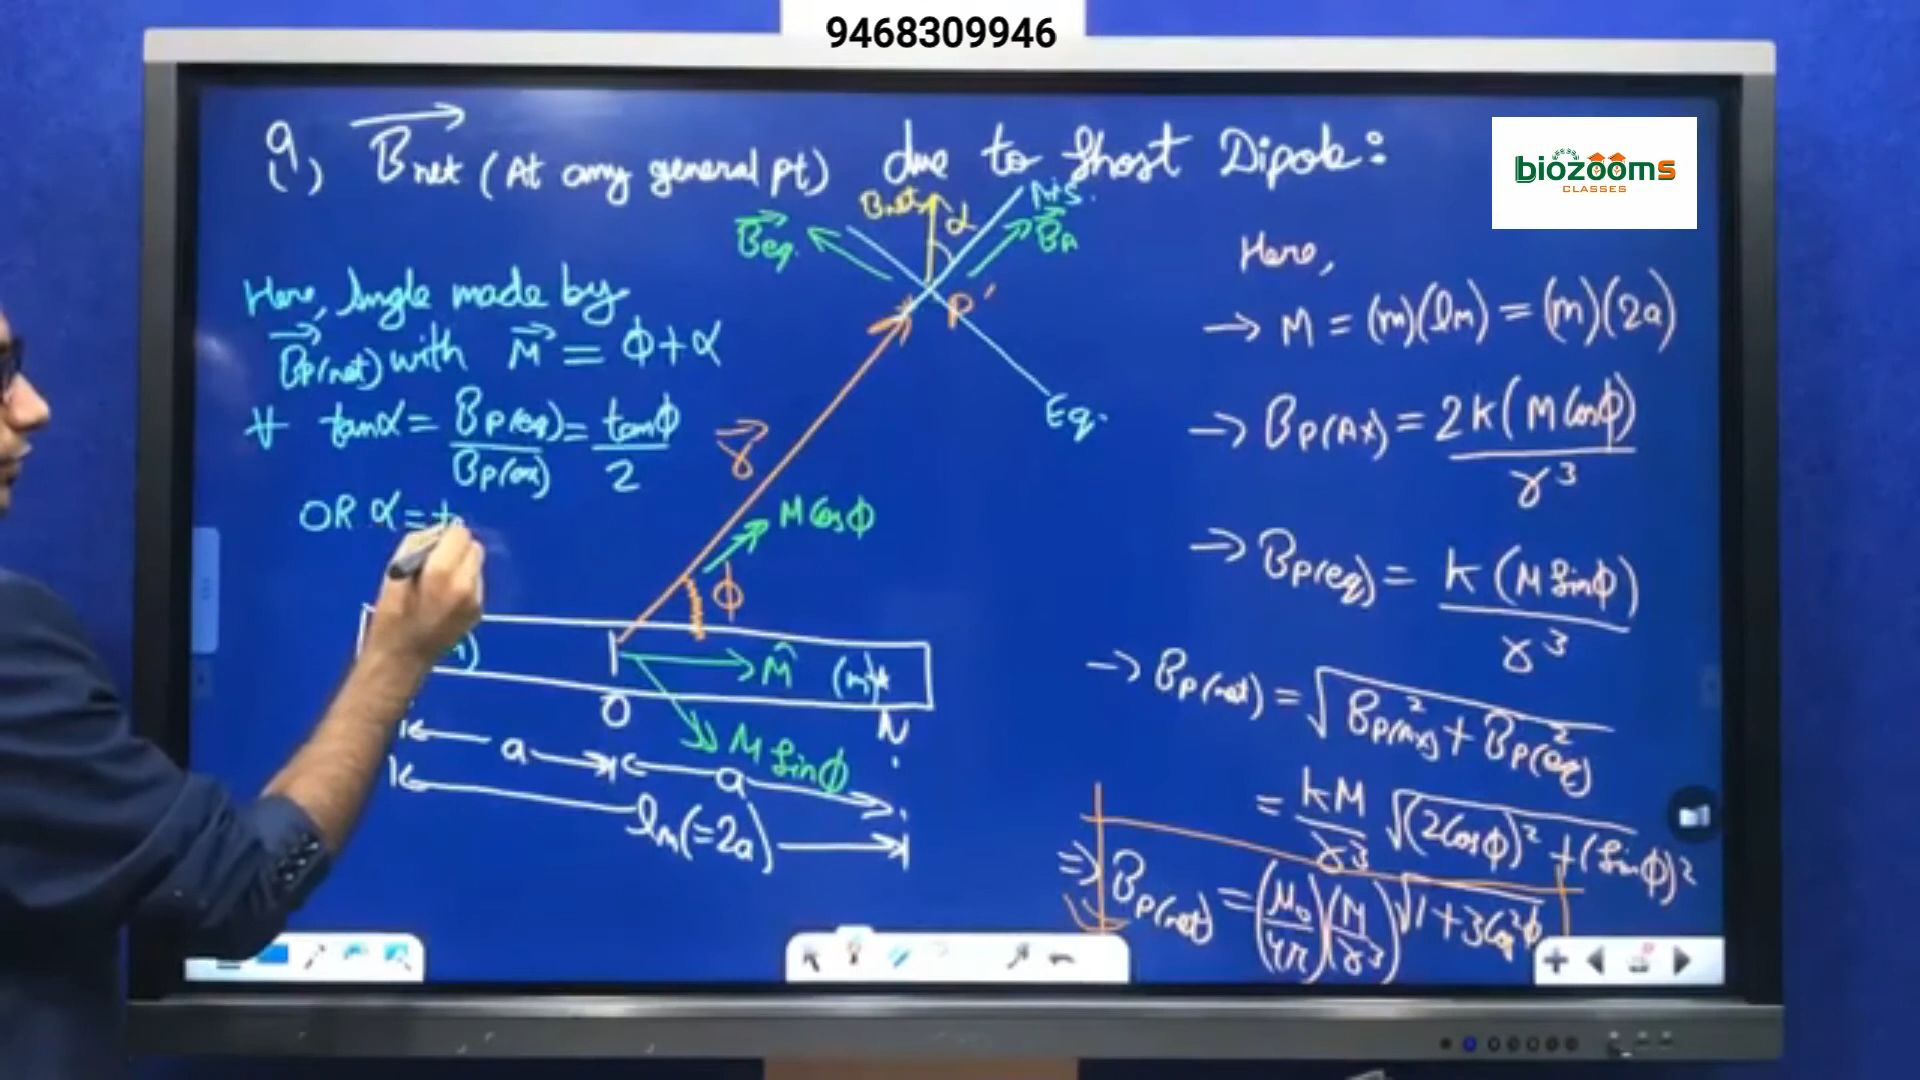 9468309946
9
(i) B⃗net (At any general pt) due to Short Dipole:
biozooms
CLASSES
Bnet
α
Axis.
B⃗eq.
B⃗A
P'
Eq.
Here, Angle made by
B⃗P(net) with M⃗ = ϕ+α
∀ tanα = BP(eq)/BP(ax) = tanϕ/2
OR α =
r⃗
M Cosϕ
ϕ
M⃗
(m)
O
N
M Sinϕ
a
a
lm(=2a)
Here,
→ M = (m)(lm) = (m)(2a)
→ BP(Ax) = 2K(M Cosϕ)/r³
→ BP(eq) = K(M Sinϕ)/r³
→ BP(net) = √BP(Ax)² + BP(eq)²
= KM/r³ √(2Cosϕ)² + (Sinϕ)²
⇒ BP(net) = (μ₀/4π)(M/r³)√1+3Cos²ϕ